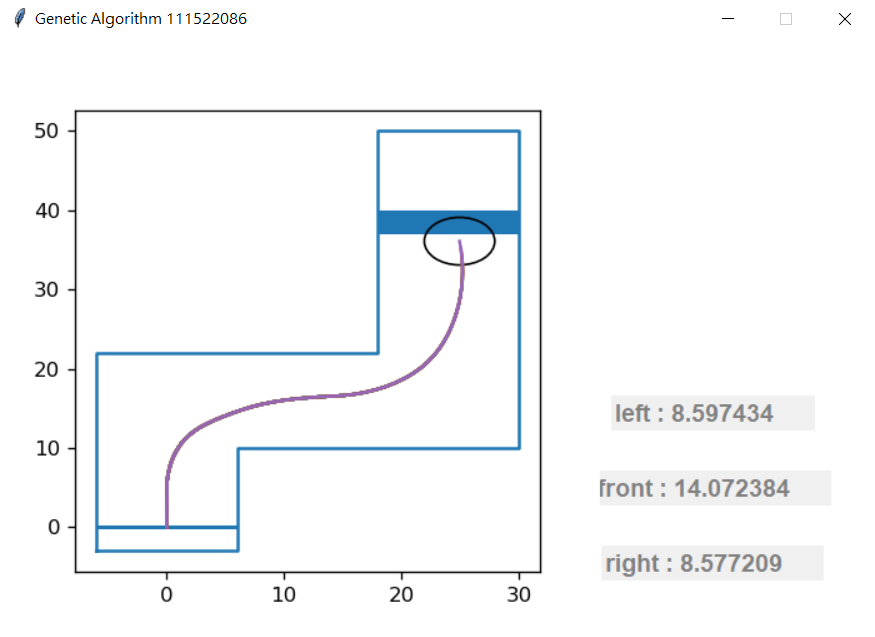 Genetic Algorithm 111522086
50
40
30
20
10
0
0 10 20 30
left : 8.597434
front : 14.072384
right : 8.577209